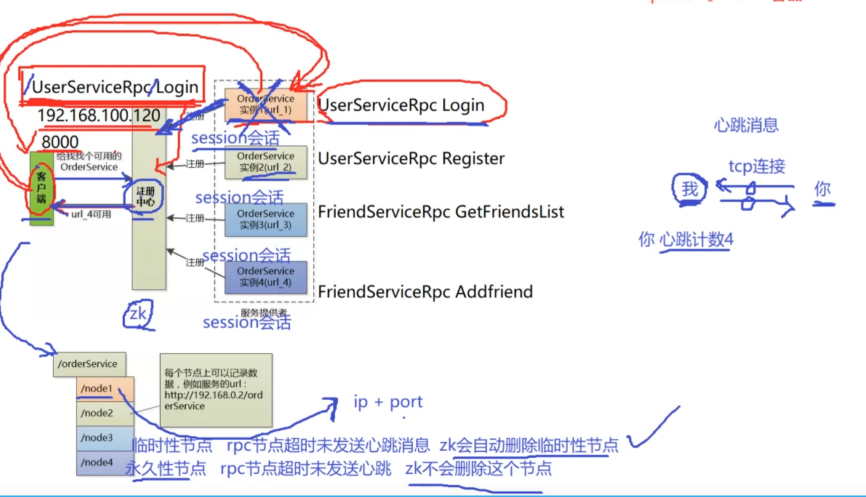 /UserServiceRpc/Login
192.168.100.120
8000
给我找个可用的
OrderService
客户端
url_4可用
注册中心
注册
OrderService
实例1(url_1)
UserServiceRpc Login
session会话
注册
OrderService
实例2(url_2)
UserServiceRpc Register
session会话
注册
OrderService
实例3(url_3)
FriendServiceRpc GetFriendsList
session会话
注册
OrderService
实例4(url_4)
FriendServiceRpc Addfriend
服务提供者
session会话
zk
心跳消息
tcp连接
我
你
你 心跳计数4
/orderService
/node1
/node2
/node3
/node4
每个节点上可以记录数
据，例如服务的url：
http://192.168.0.2/ord
erService
ip + port
临时性节点 rpc节点超时未发送心跳消息 zk会自动删除临时性节点
永久性节点 rpc节点超时未发送心跳 zk不会删除这个节点